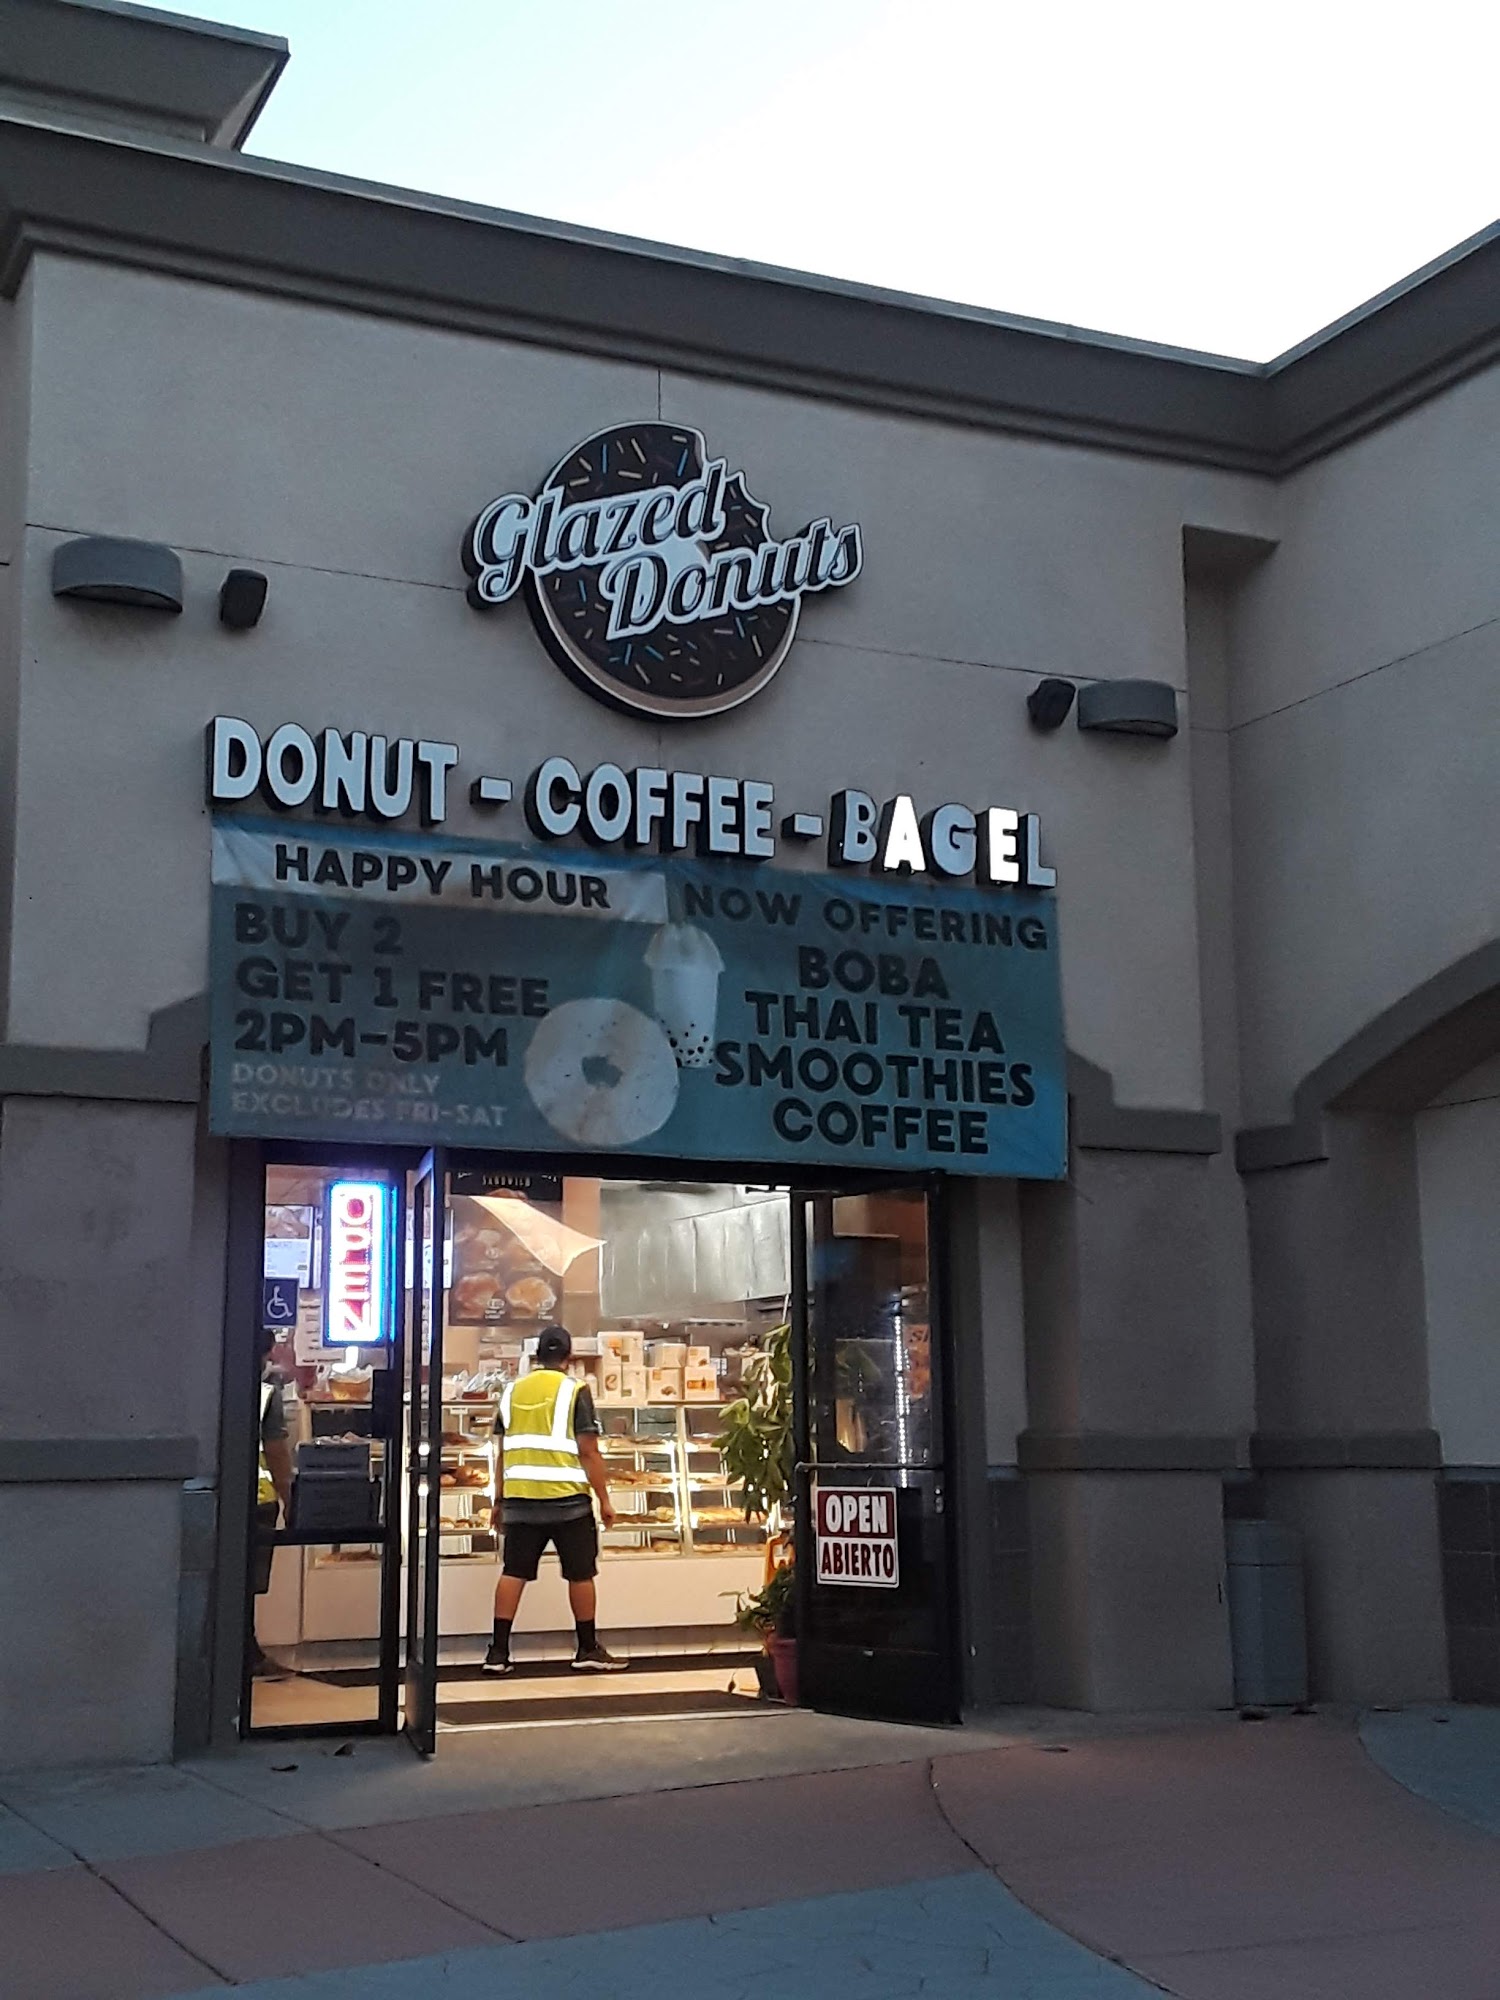 Glazed
Donuts
DONUT - COFFEE - BAGEL
HAPPY HOUR
BUY 2
GET 1 FREE
2PM-5PM
DONUTS ONLY
EXCLUDES FRI-SAT
NOW OFFERING
BOBA
THAI TEA
SMOOTHIES
COFFEE
OPEN
OPEN
ABIERTO